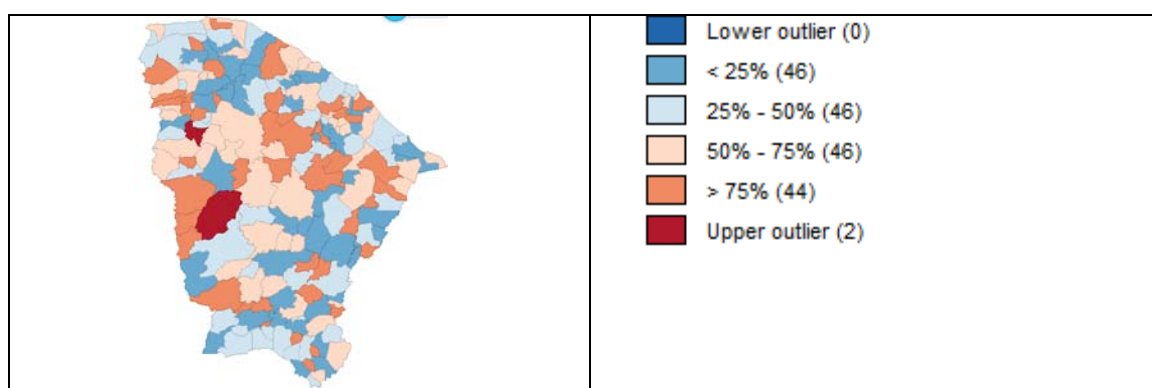 Lower outlier (0)
< 25% (46)
25% - 50% (46)
50% - 75% (46)
> 75% (44)
Upper outlier (2)